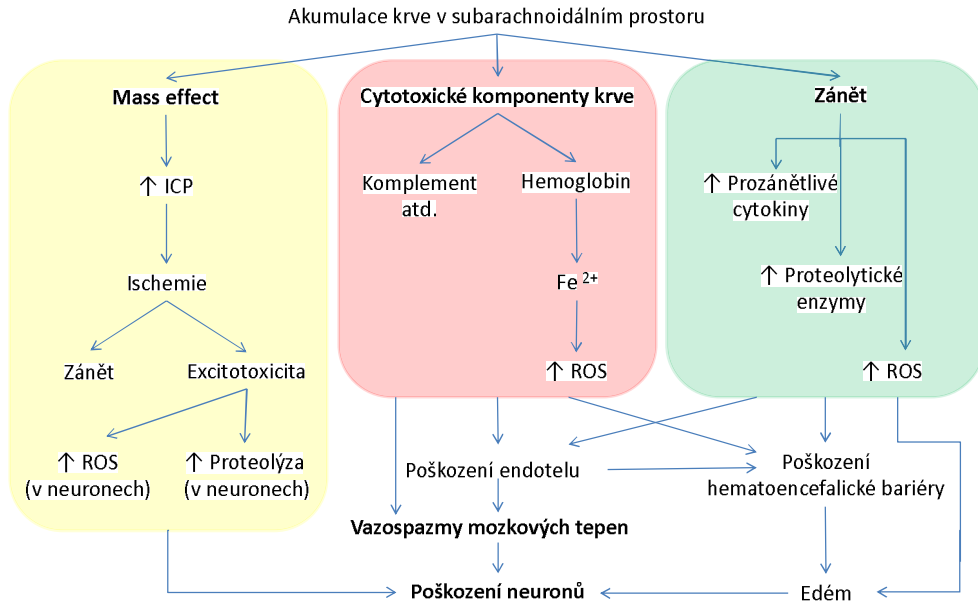 Akumulace krve v subarachnoidálním prostoru
Mass effect
↑ ICP
Ischemie
Zánět
Excitotoxicita
↑ ROS
(v neuronech)
↑ Proteolýza
(v neuronech)
Cytotoxické komponenty krve
Komplement
atd.
Hemoglobin
Fe 2+
↑ ROS
Zánět
↑ Prozánětlivé
cytokiny
↑ Proteolytické
enzymy
↑ ROS
Poškození endotelu
Poškození
hematoencefalické bariéry
Vazospazmy mozkových tepen
Poškození neuronů
Edém